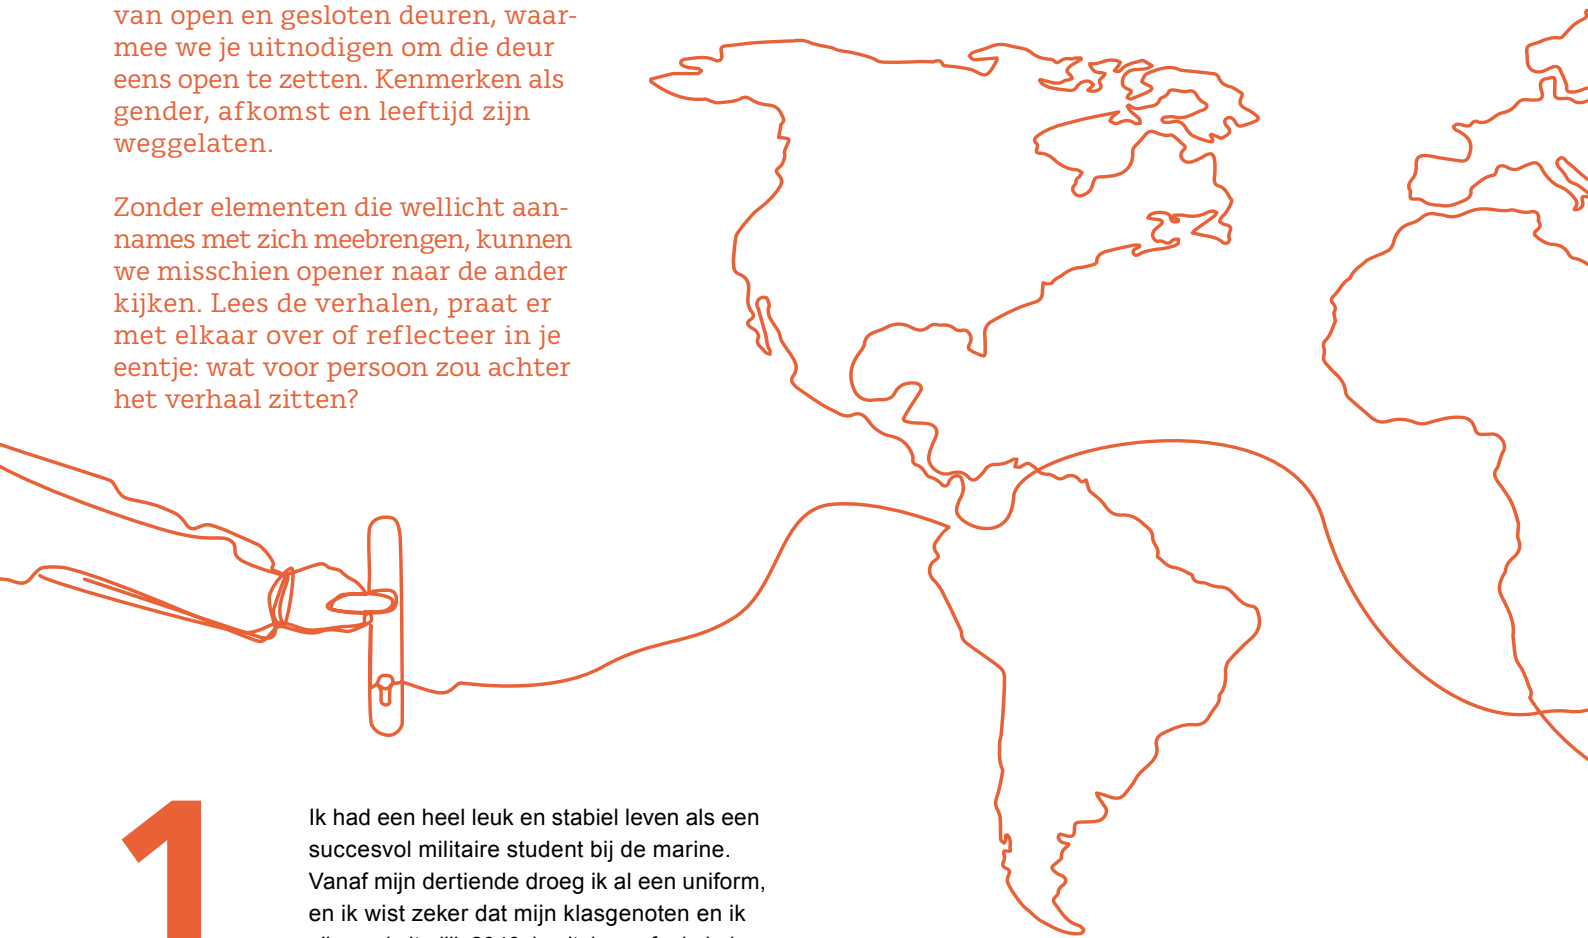 van open en gesloten deuren, waar-
mee we je uitnodigen om die deur
eens open te zetten. Kenmerken als
gender, afkomst en leeftijd zijn
weggelaten.
Zonder elementen die wellicht aan-
names met zich meebrengen, kunnen
we misschien opener naar de ander
kijken. Lees de verhalen, praat er
met elkaar over of reflecteer in je
eentje: wat voor persoon zou achter
het verhaal zitten?
1
Ik had een heel leuk en stabiel leven als een
succesvol militaire student bij de marine.
Vanaf mijn dertiende droeg ik al een uniform,
en ik wist zeker dat mijn klasgenoten en ik